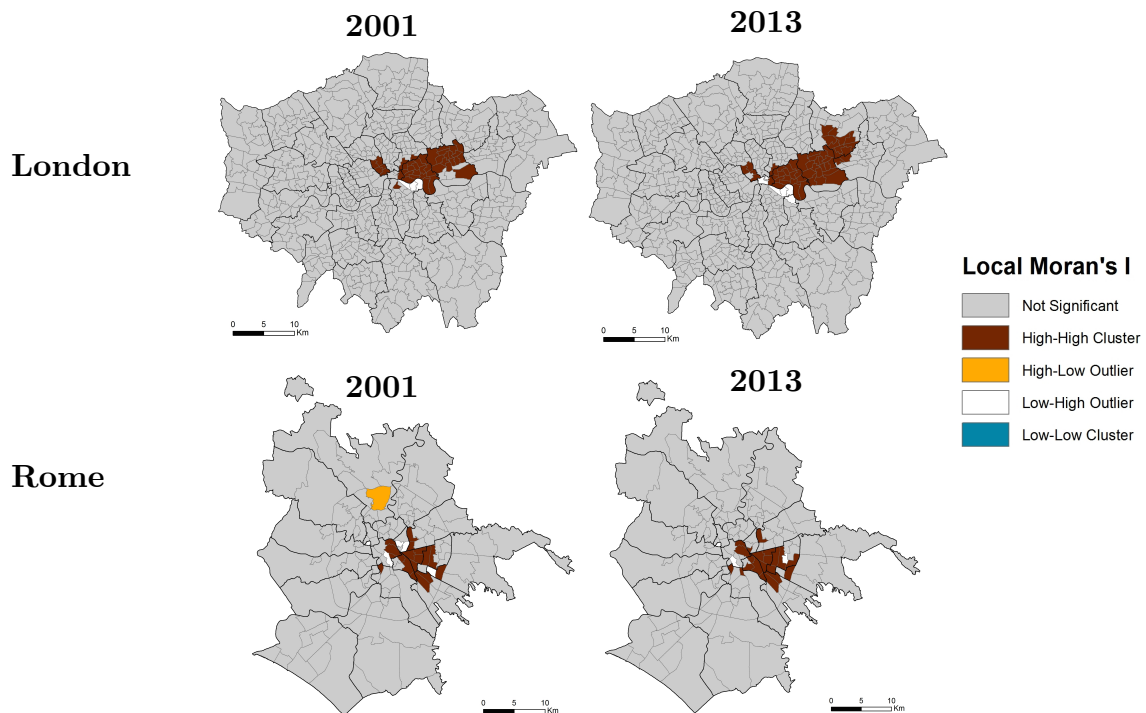 2001
2013
London
0 5 10
Km
0 5 10
Km
Local Moran's I
Not Significant
High-High Cluster
High-Low Outlier
Low-High Outlier
Low-Low Cluster
2001
2013
Rome
0 5 10
Km
0 5 10
Km